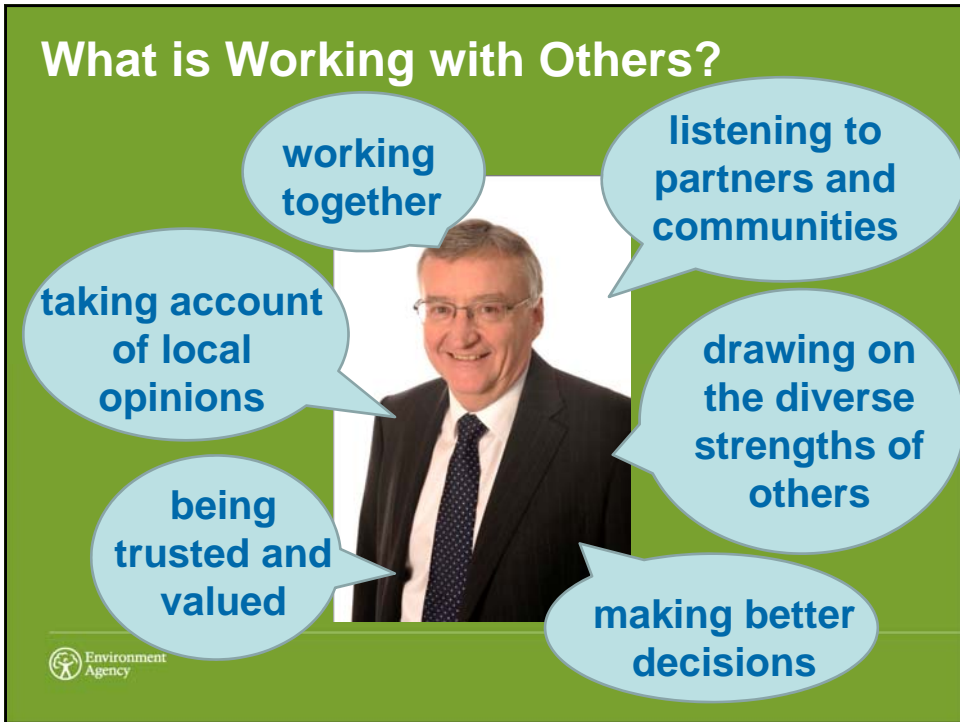 What is Working with Others?
working
together
listening to
partners and
communities
taking account
of local
opinions
drawing on
the diverse
strengths of
others
being
trusted and
valued
making better
decisions
Environment
Agency